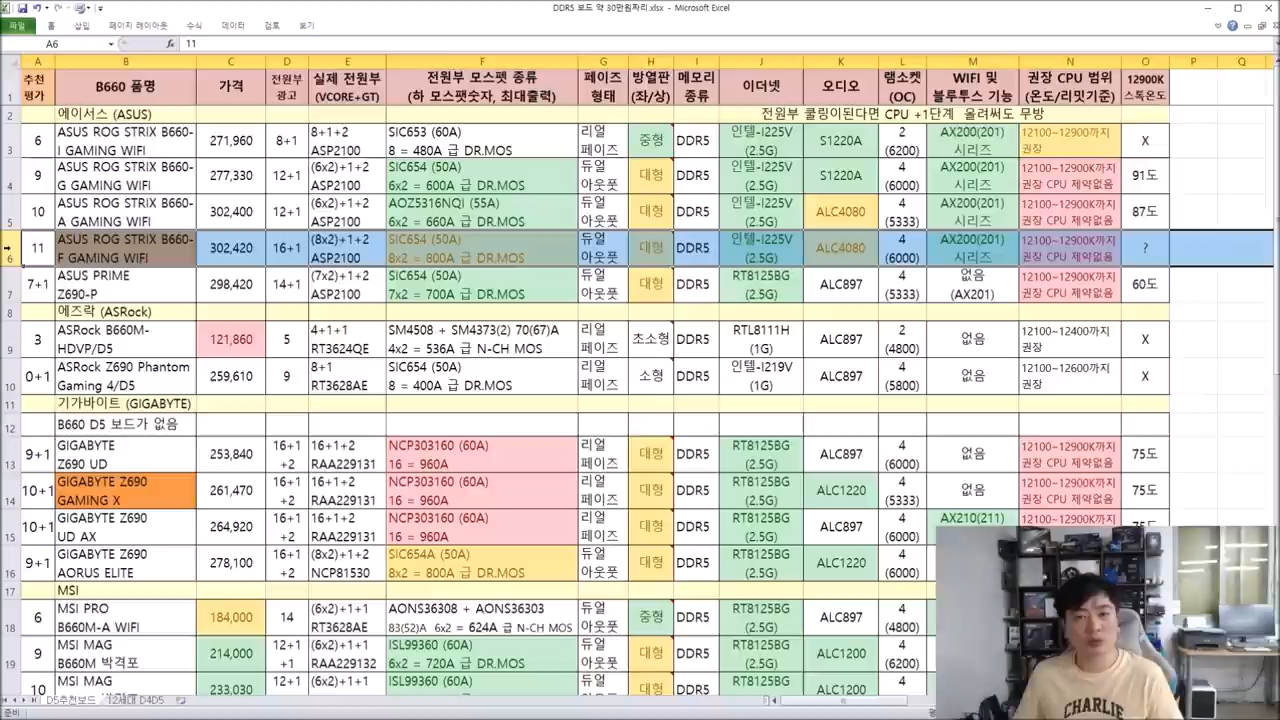 DDR5 보드 약 30만원짜리.xlsx - Microsoft Excel
파일 홈 삽입 페이지 레이아웃 수식 데이터 검토 보기
A6 fx 11
A B C D E F G H I J K L M N O P Q
1 추천 평가 B660 품명 가격 전원부 광고 실제 전원부 (VCORE+GT) 전원부 모스펫 종류 (하 모스팻숫자, 최대출력) 페이즈 형태 방열판 (좌/상) 메모리 종류 이더넷 오디오 램소켓 (OC) WIFI 및 블루투스 기능 권장 CPU 범위 (온도/리밋기준) 12900K 스톡온도
2 에이서스 (ASUS) 전원부 쿨링이된다면 CPU +1단계 올려써도 무방
3 6 ASUS ROG STRIX B660-I GAMING WIFI 271,960 8+1 8+1+2 ASP2100 SIC653 (60A) 8 = 480A 급 DR.MOS 리얼 페이즈 중형 DDR5 인텔-I225V (2.5G) S1220A 2 (6200) AX200(201) 시리즈 12100~12900까지 권장 X
4 9 ASUS ROG STRIX B660-G GAMING WIFI 277,330 12+1 (6x2)+1+2 ASP2100 SIC654 (50A) 6x2 = 600A 급 DR.MOS 듀얼 아웃풋 대형 DDR5 인텔-I225V (2.5G) S1220A 4 (6000) AX200(201) 시리즈 12100~12900K까지 권장 CPU 제약없음 91도
5 10 ASUS ROG STRIX B660-A GAMING WIFI 302,400 12+1 (6x2)+1+2 ASP2100 AOZ5316NQI (55A) 6x2 = 660A 급 DR.MOS 듀얼 아웃풋 대형 DDR5 인텔-I225V (2.5G) ALC4080 4 (5333) AX200(201) 시리즈 12100~12900K까지 권장 CPU 제약없음 87도
6 11 ASUS ROG STRIX B660-F GAMING WIFI 302,420 16+1 (8x2)+1+2 ASP2100 SIC654 (50A) 8x2 = 800A 급 DR.MOS 듀얼 아웃풋 대형 DDR5 인텔-I225V (2.5G) ALC4080 4 (6000) AX200(201) 시리즈 12100~12900K까지 권장 CPU 제약없음 ?
7 7+1 ASUS PRIME Z690-P 298,420 14+1 (7x2)+1+2 ASP2100 SIC654 (50A) 7x2 = 700A 급 DR.MOS 듀얼 아웃풋 대형 DDR5 RT8125BG (2.5G) ALC897 4 (5333) 없음 (AX201) 12100~12900K까지 권장 CPU 제약없음 60도
8 에즈락 (ASRock)
9 3 ASRock B660M-HDVP/D5 121,860 5 4+1+1 RT3624QE SM4508 + SM4373(2) 70(67)A 4x2 = 536A 급 N-CH MOS 리얼 페이즈 초소형 DDR5 RTL8111H (1G) ALC897 2 (4800) 없음 12100~12400까지 권장 X
10 0+1 ASRock Z690 Phantom Gaming 4/D5 259,610 9 8+1 RT3628AE SIC654 (50A) 8 = 400A 급 DR.MOS 리얼 페이즈 소형 DDR5 인텔-I219V (1G) ALC897 4 (5800) 없음 12100~12600까지 권장 X
11 기가바이트 (GIGABYTE)
12 B660 D5 보드가 없음
13 9+1 GIGABYTE Z690 UD 253,840 16+1 +2 16+1+2 RAA229131 NCP303160 (60A) 16 = 960A 리얼 페이즈 대형 DDR5 RT8125BG (2.5G) ALC897 4 (6000) 없음 12100~12900K까지 권장 CPU 제약없음 75도
14 10+1 GIGABYTE Z690 GAMING X 261,470 16+1 +2 16+1+2 RAA229131 NCP303160 (60A) 16 = 960A 리얼 페이즈 대형 DDR5 RT8125BG (2.5G) ALC1220 4 (5333) 없음 12100~12900K까지 권장 CPU 제약없음 75도
15 10+1 GIGABYTE Z690 UD AX 264,920 16+1 +2 16+1+2 RAA229131 NCP303160 (60A) 16 = 960A 리얼 페이즈 대형 DDR5 RT8125BG (2.5G) ALC897 4 (6000) AX210(211) 12100~12900K까지
16 9+1 GIGABYTE Z690 AORUS ELITE 278,100 16+1 +2 (8x2)+1+2 NCP81530 SIC654A (50A) 8x2 = 800A 급 DR.MOS 듀얼 아웃풋 대형 DDR5 RT8125BG (2.5G) ALC1220 4 (6000)
17 MSI
18 6 MSI PRO B660M-A WIFI 184,000 14 (6x2)+1+1 RT3628AE AONS36308 + AONS36303 83(52)A 6x2 = 624A 급 N-CH MOS 듀얼 아웃풋 중형 DDR5 RT8125BG (2.5G) ALC897 4 (4800)
19 9 MSI MAG B660M 박격포 214,000 12+1 +1 (6x2)+1+1 RAA229132 ISL99360 (60A) 6x2 = 720A 급 DR.MOS 듀얼 아웃풋 대형 DDR5 RT8125BG (2.5G) ALC1200 4 (6200)
10 MSI MAG 233,030 12+1 (6x2)+1+1 ISL99360 (60A) 듀얼 대형 DDR5 RT8125BG ALC1200 4
D5추천보드 12세대 D4D5
준비
CHARLIE